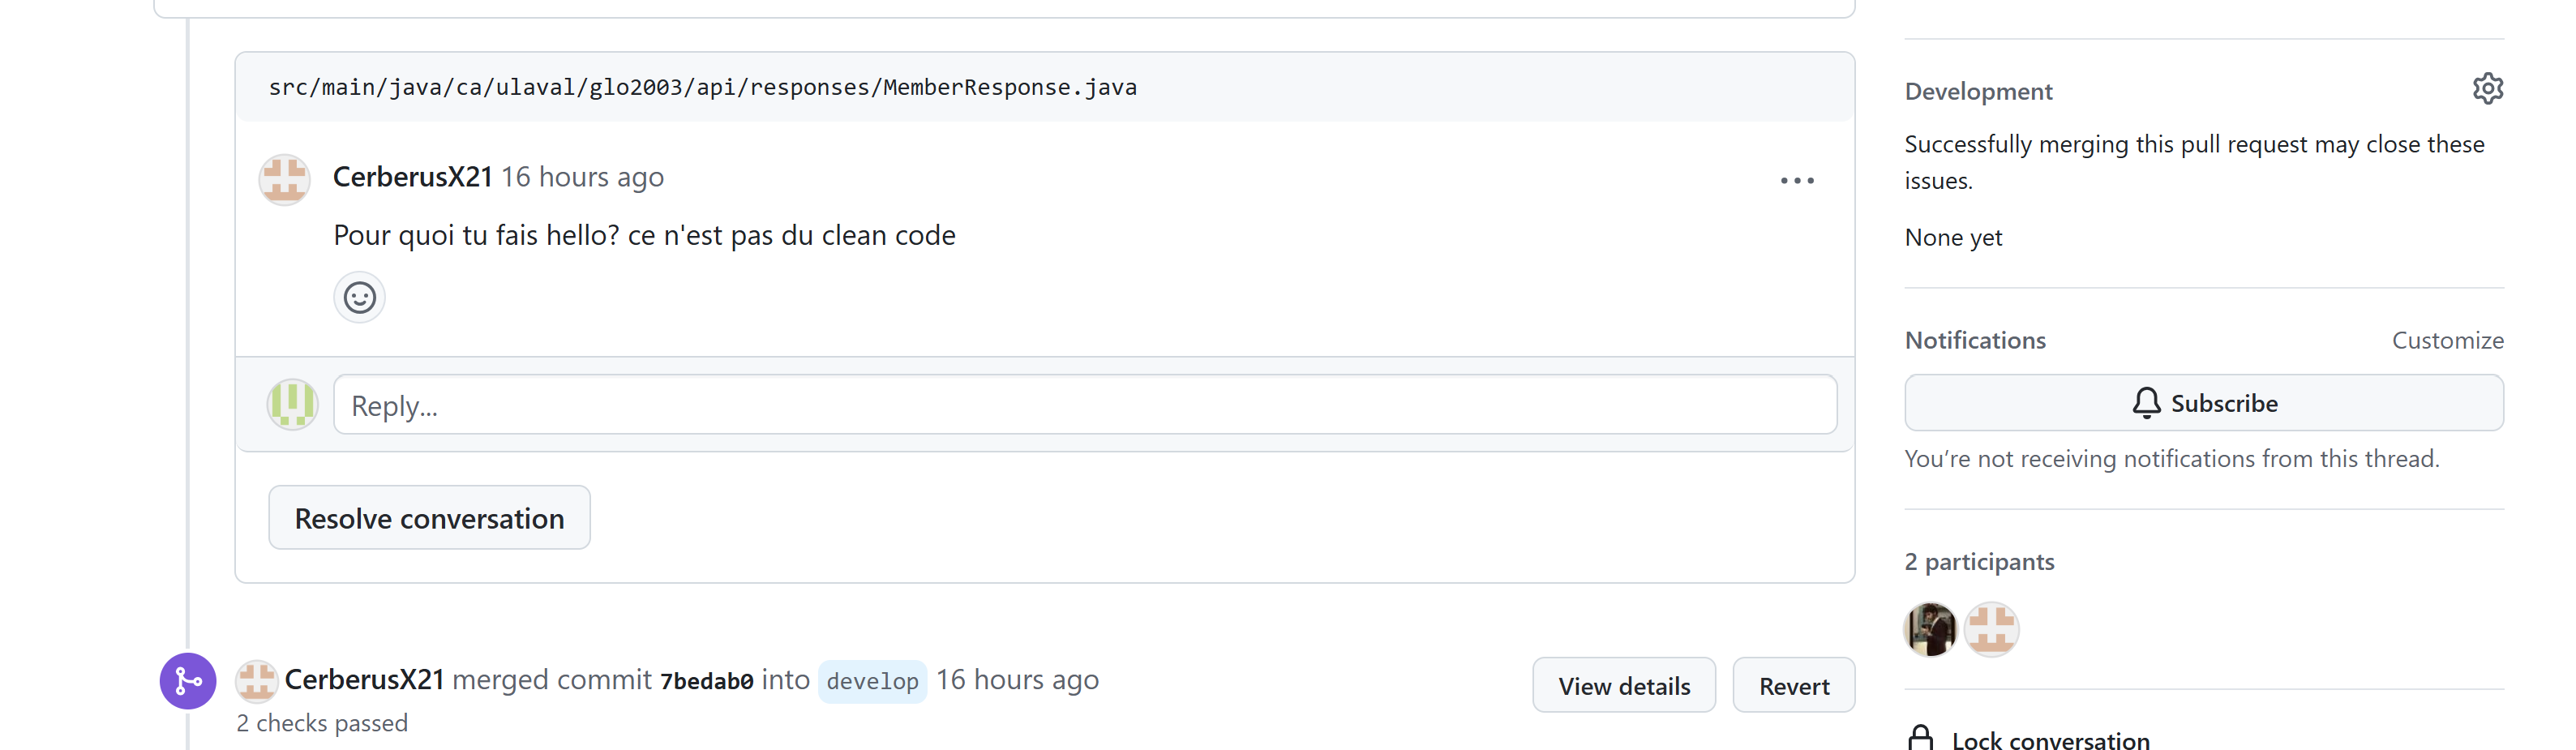 src/main/java/ca/ulaval/glo2003/api/responses/MemberResponse.java
CerberusX21 16 hours ago
Pour quoi tu fais hello? ce n'est pas du clean code
Reply...
Resolve conversation
CerberusX21 merged commit 7bedab0 into develop 16 hours ago
View details
Revert
2 checks passed
Development
Successfully merging this pull request may close these
issues.
None yet
Notifications
Customize
Subscribe
You’re not receiving notifications from this thread.
2 participants
Lock conversation